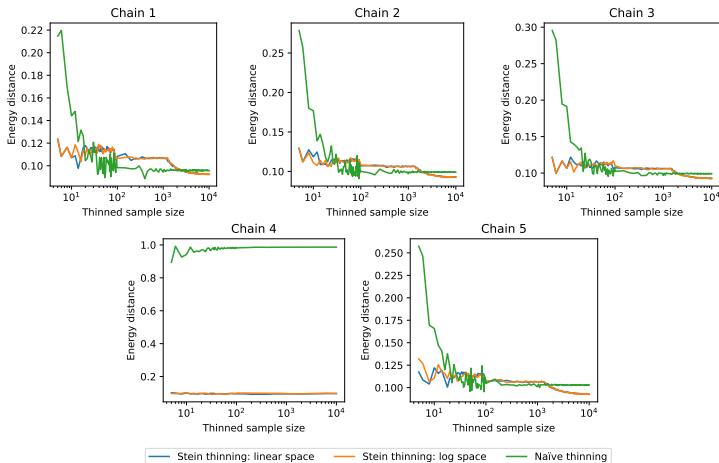 Chain 1
Chain 2
Chain 3
Energy distance
0.22
0.20
0.18
0.16
0.14
0.12
0.10
10¹
10²
10³
10⁴
Thinned sample size
Energy distance
0.25
0.20
0.15
0.10
10¹
10²
10³
10⁴
Thinned sample size
Energy distance
0.30
0.25
0.20
0.15
0.10
10¹
10²
10³
10⁴
Thinned sample size
Chain 4
Chain 5
Energy distance
1.0
0.8
0.6
0.4
0.2
10¹
10²
10³
10⁴
Thinned sample size
Energy distance
0.250
0.225
0.200
0.175
0.150
0.125
0.100
10¹
10²
10³
10⁴
Thinned sample size
Stein thinning: linear space
Stein thinning: log space
Naïve thinning